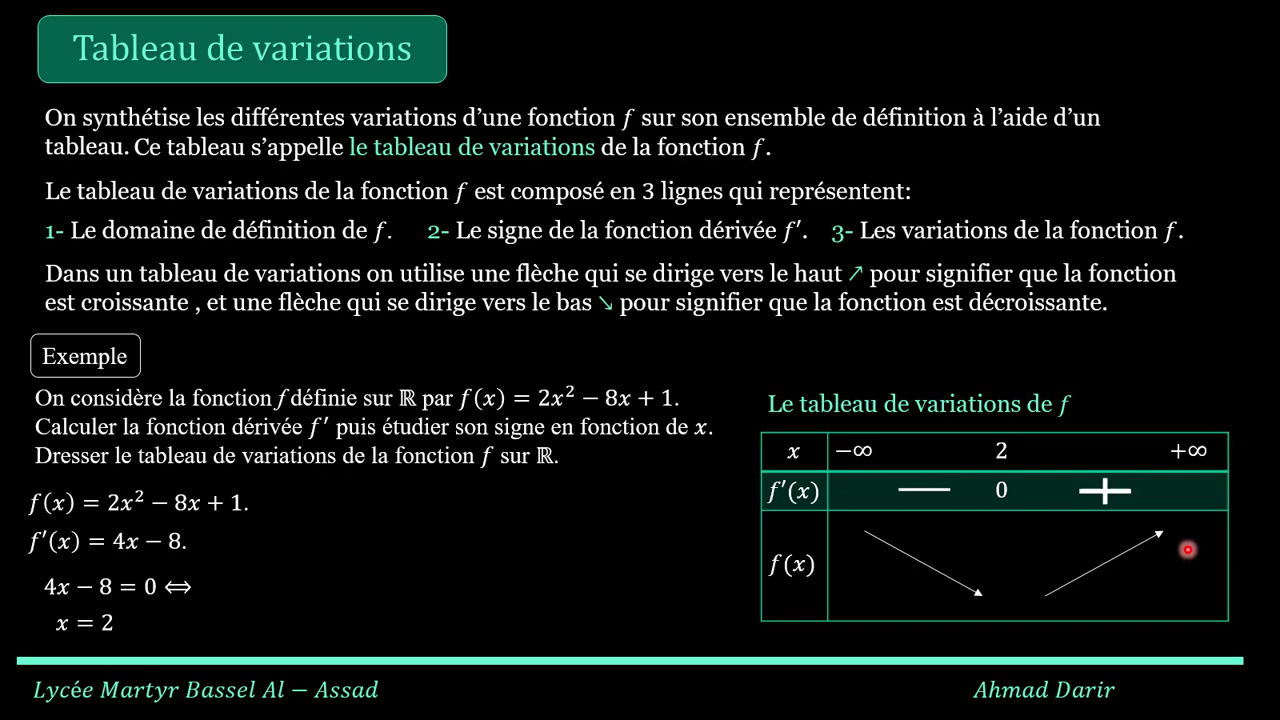 Tableau de variations
On synthétise les différentes variations d'une fonction f sur son ensemble de définition à l'aide d'un
tableau. Ce tableau s'appelle le tableau de variations de la fonction f.
Le tableau de variations de la fonction f est composé en 3 lignes qui représentent:
1- Le domaine de définition de f. 2- Le signe de la fonction dérivée f′. 3- Les variations de la fonction f.
Dans un tableau de variations on utilise une flèche qui se dirige vers le haut ↗ pour signifier que la fonction
est croissante , et une flèche qui se dirige vers le bas ↘ pour signifier que la fonction est décroissante.
Exemple
On considère la fonction f définie sur ℝ par f(x) = 2x² − 8x + 1.
Calculer la fonction dérivée f′ puis étudier son signe en fonction de x.
Dresser le tableau de variations de la fonction f sur ℝ.
f(x) = 2x² − 8x + 1.
f′(x) = 4x − 8.
4x − 8 = 0 ⟺
x = 2
Le tableau de variations de f
x −∞ 2 +∞
f′(x) − 0 +
f(x)
Lycée Martyr Bassel Al − Assad
Ahmad Darir